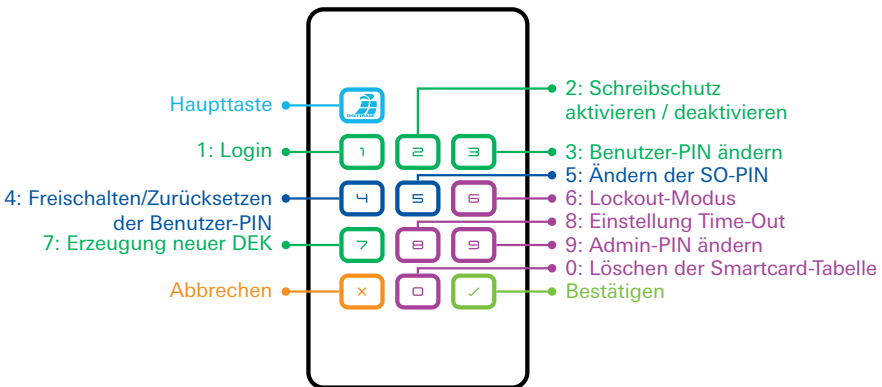 Haupttaste
DIGITTRADE
2: Schreibschutz
aktivieren / deaktivieren
1: Login
1
2
3
3: Benutzer-PIN ändern
5: Ändern der SO-PIN
4: Freischalten/Zurücksetzen
der Benutzer-PIN
4
5
6
6: Lockout-Modus
8: Einstellung Time-Out
7: Erzeugung neuer DEK
7
8
9
9: Admin-PIN ändern
0: Löschen der Smartcard-Tabelle
Abbrechen
0
Bestätigen